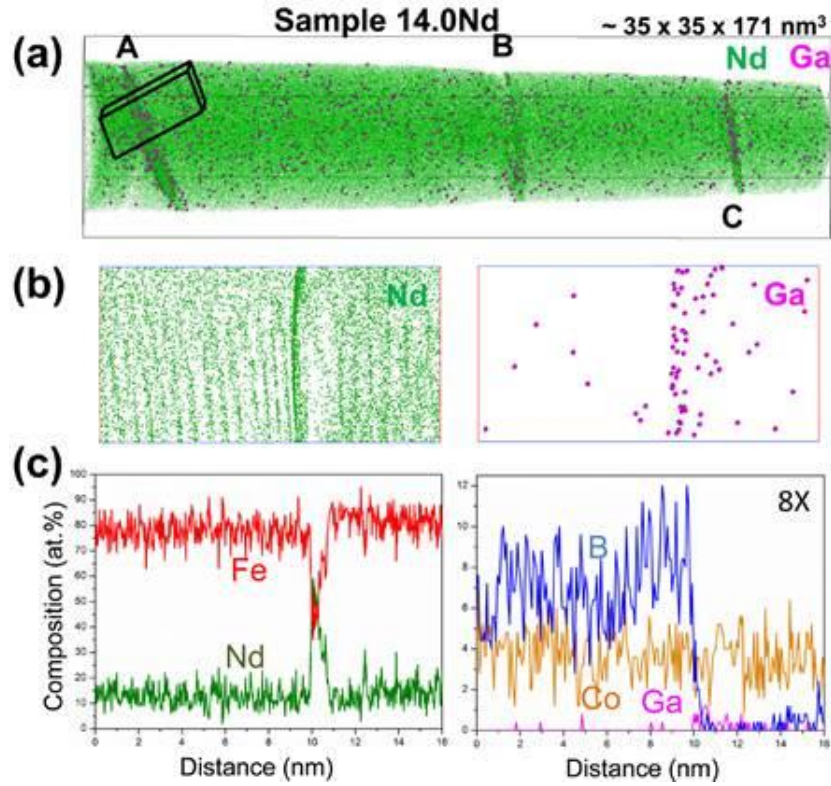 Sample 14.0Nd
~ 35 x 35 x 171 nm³
(a)
A
B
Nd
Ga
C
(b)
Nd
Ga
(c)
Composition (at.%)
100
90
80
70
60
50
40
30
20
10
0
Fe
Nd
0 2 4 6 8 10 12 14 16
Distance (nm)
12
10
8
6
4
2
0
8X
B
Co
Ga
0 2 4 6 8 10 12 14 16
Distance (nm)